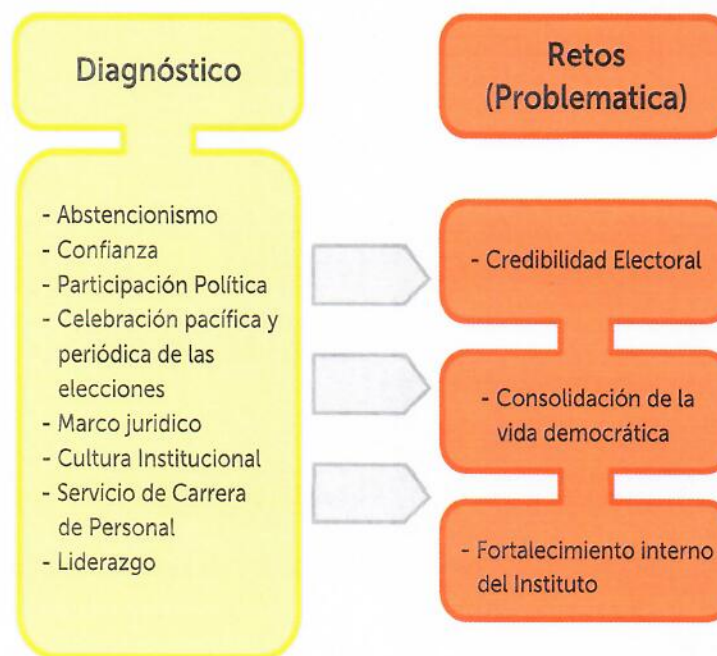 Diagnóstico
- Abstencionismo
- Confianza
- Participación Política
- Celebración pacífica y
periódica de las
elecciones
- Marco juridico
- Cultura Institucional
- Servicio de Carrera
de Personal
- Liderazgo
Retos
(Problematica)
- Credibilidad Electoral
- Consolidación de la
vida democrática
- Fortalecimiento interno
del Instituto